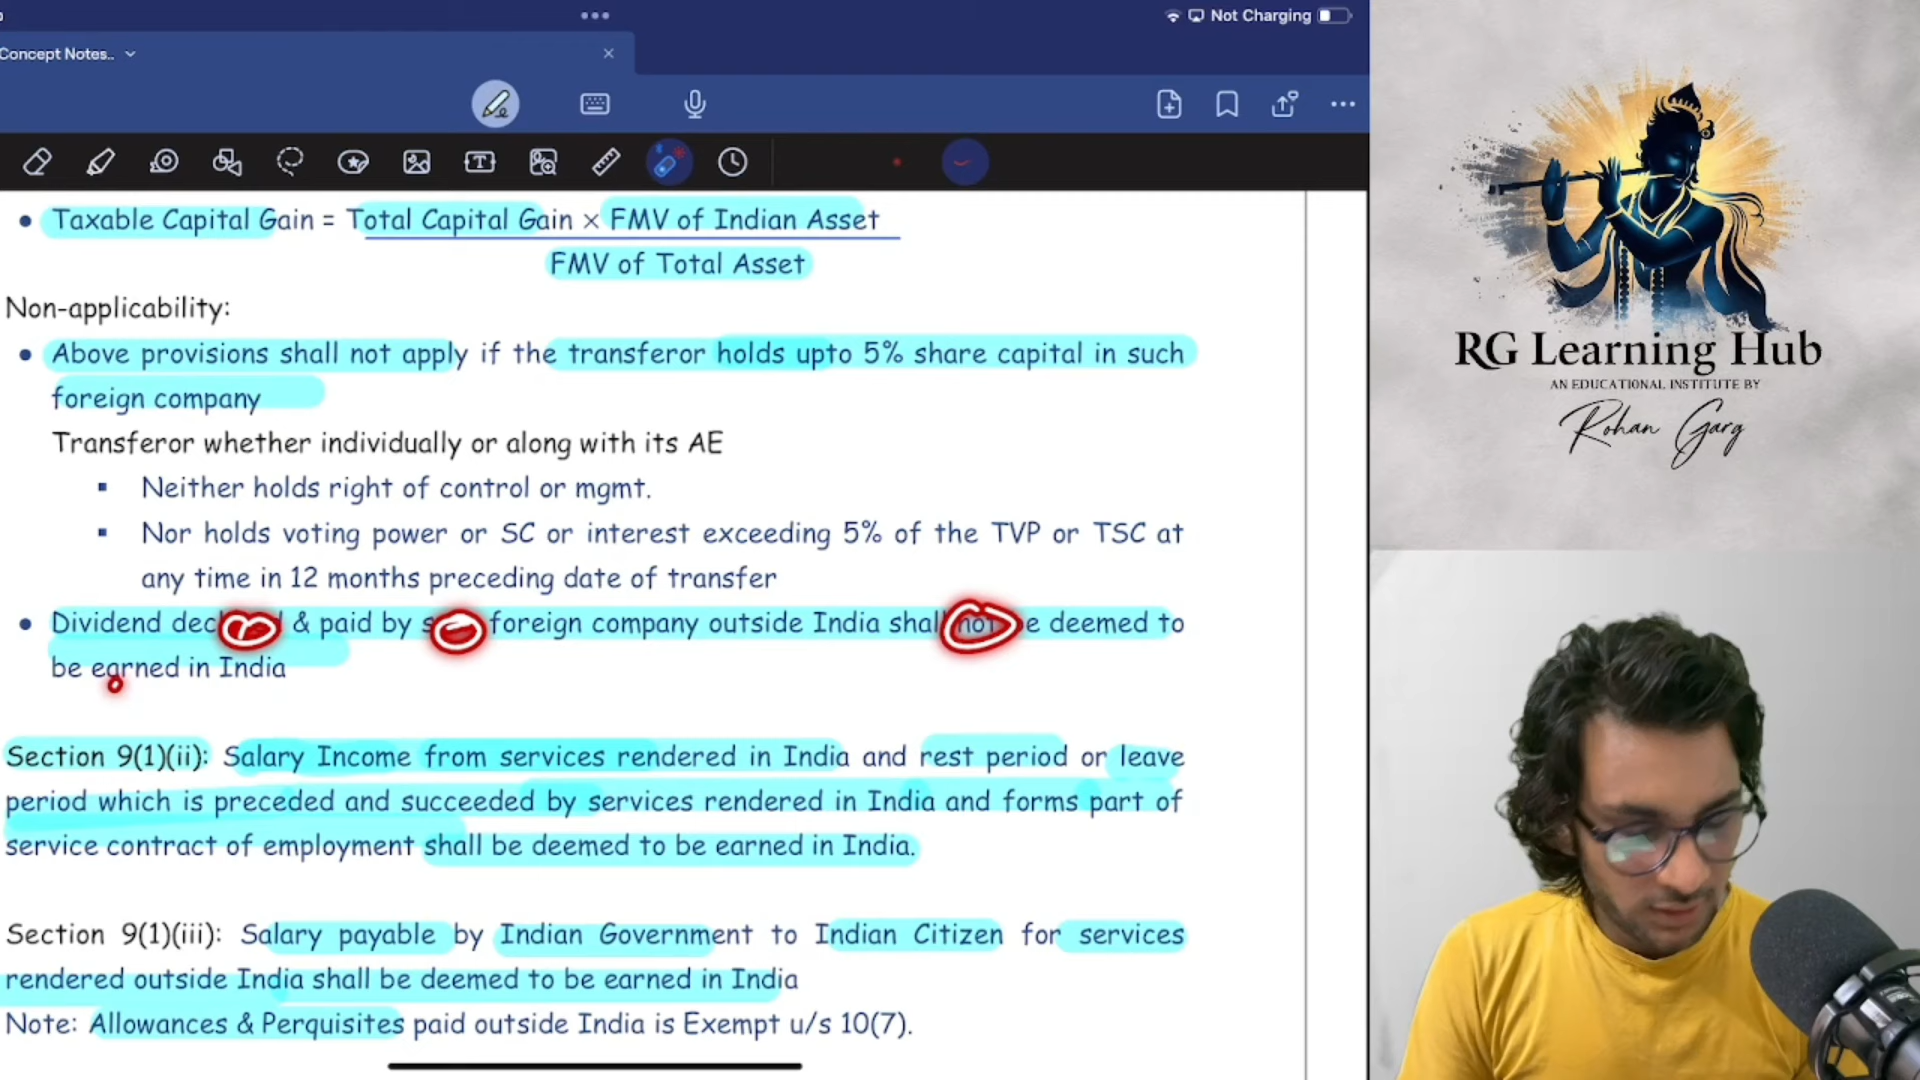 Not Charging
Concept Notes..
Taxable Capital Gain = Total Capital Gain × FMV of Indian Asset
FMV of Total Asset
Non-applicability:
• Above provisions shall not apply if the transferor holds upto 5% share capital in such
foreign company
Transferor whether individually or along with its AE
▪ Neither holds right of control or mgmt.
▪ Nor holds voting power or SC or interest exceeding 5% of the TVP or TSC at
any time in 12 months preceding date of transfer
• Dividend & paid by foreign company outside India shall not be deemed to
be earned in India
Section 9(1)(ii): Salary Income from services rendered in India and rest period or leave
period which is preceded and succeeded by services rendered in India and forms part of
service contract of employment shall be deemed to be earned in India.
Section 9(1)(iii): Salary payable by Indian Government to Indian Citizen for services
rendered outside India shall be deemed to be earned in India
Note: Allowances & Perquisites paid outside India is Exempt u/s 10(7).
RG Learning Hub
AN EDUCATIONAL INSTITUTE BY
Rohan Garg